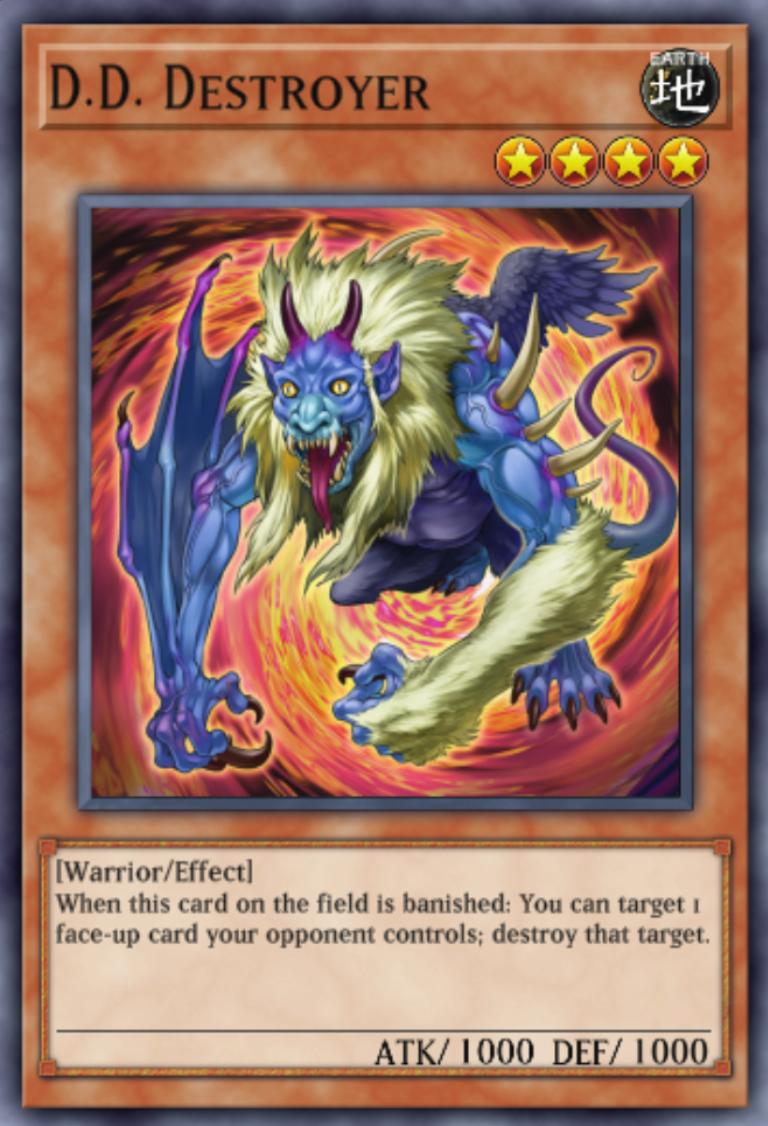 D.D. DESTROYER
EARTH
地
[Warrior/Effect]
When this card on the field is banished: You can target 1
face-up card your opponent controls; destroy that target.
ATK/ 1000 DEF/ 1000